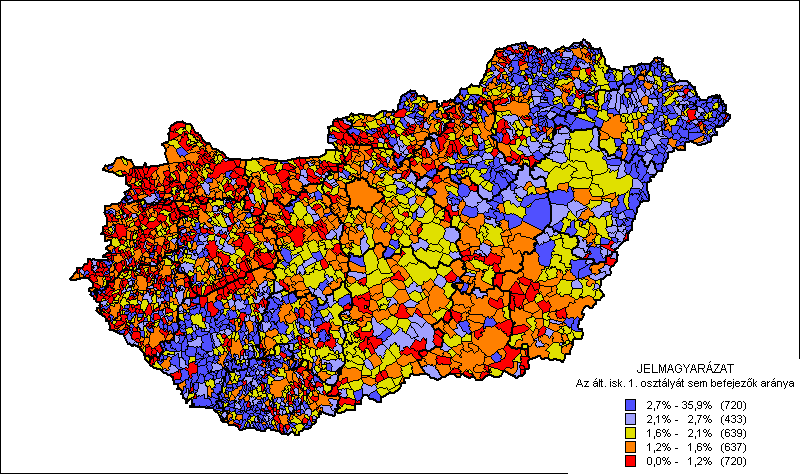 JELMAGYARÁZAT
Az ált. isk. 1. osztályát sem befejezők aránya
2,7% - 35,9% (720)
2,1% - 2,7% (433)
1,6% - 2,1% (639)
1,2% - 1,6% (637)
0,0% - 1,2% (720)